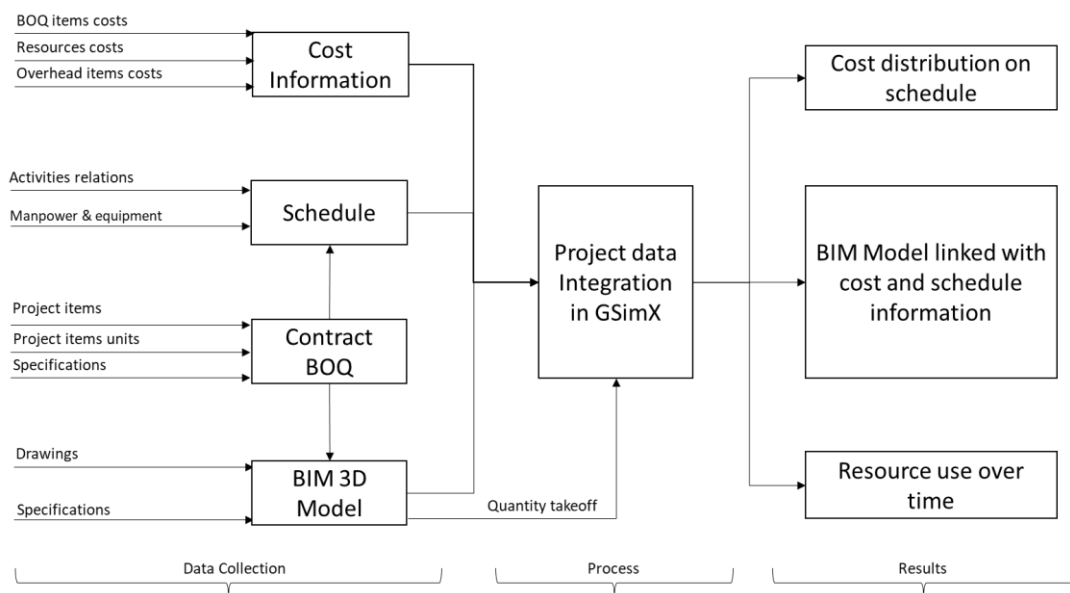 BOQ items costs
Resources costs
Overhead items costs
Cost
Information
Cost distribution on
schedule
Activities relations
Manpower & equipment
Schedule
Project data
Integration
in GSimX
BIM Model linked with
cost and schedule
information
Project items
Project items units
Specifications
Contract
BOQ
Drawings
Specifications
BIM 3D
Model
Quantity takeoff
Resource use over
time
Data Collection
Process
Results